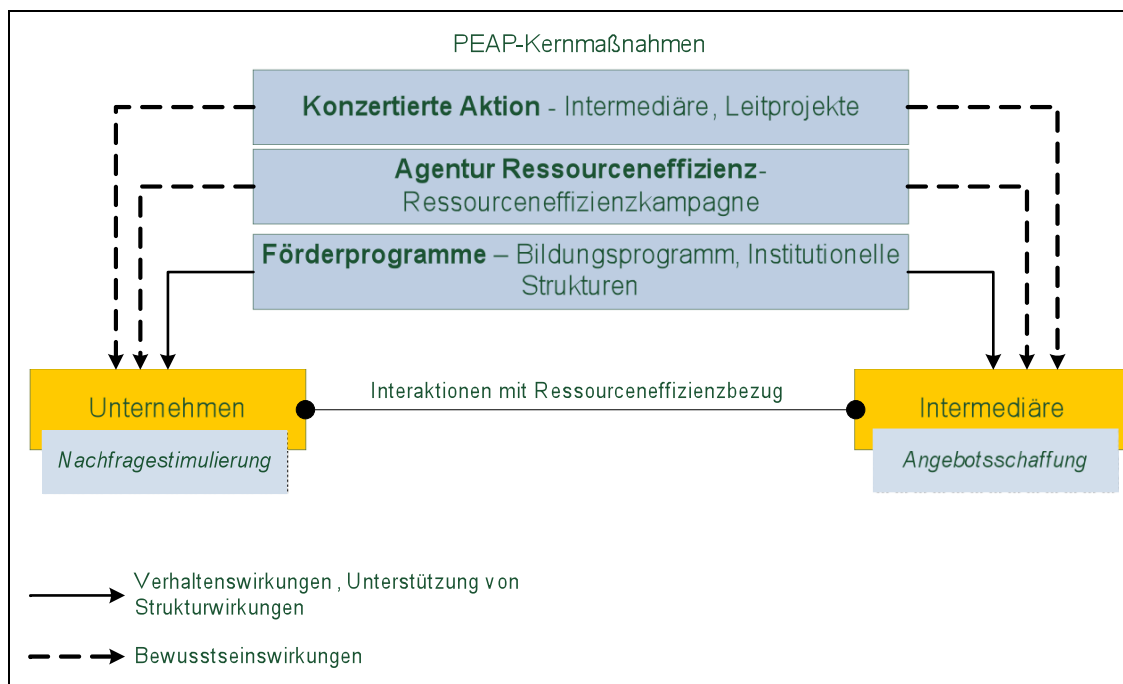 PEAP-Kernmaßnahmen
Konzertierte Aktion - Intermediäre, Leitprojekte
Agentur Ressourceneffizienz-
Ressourceneffizienzkampagne
Förderprogramme – Bildungsprogramm, Institutionelle
Strukturen
Unternehmen
Interaktionen mit Ressourceneffizienzbezug
Intermediäre
Nachfragestimulierung
Angebotsschaffung
Verhaltenswirkungen , Unterstützung von
Strukturwirkungen
Bewusstseinswirkungen